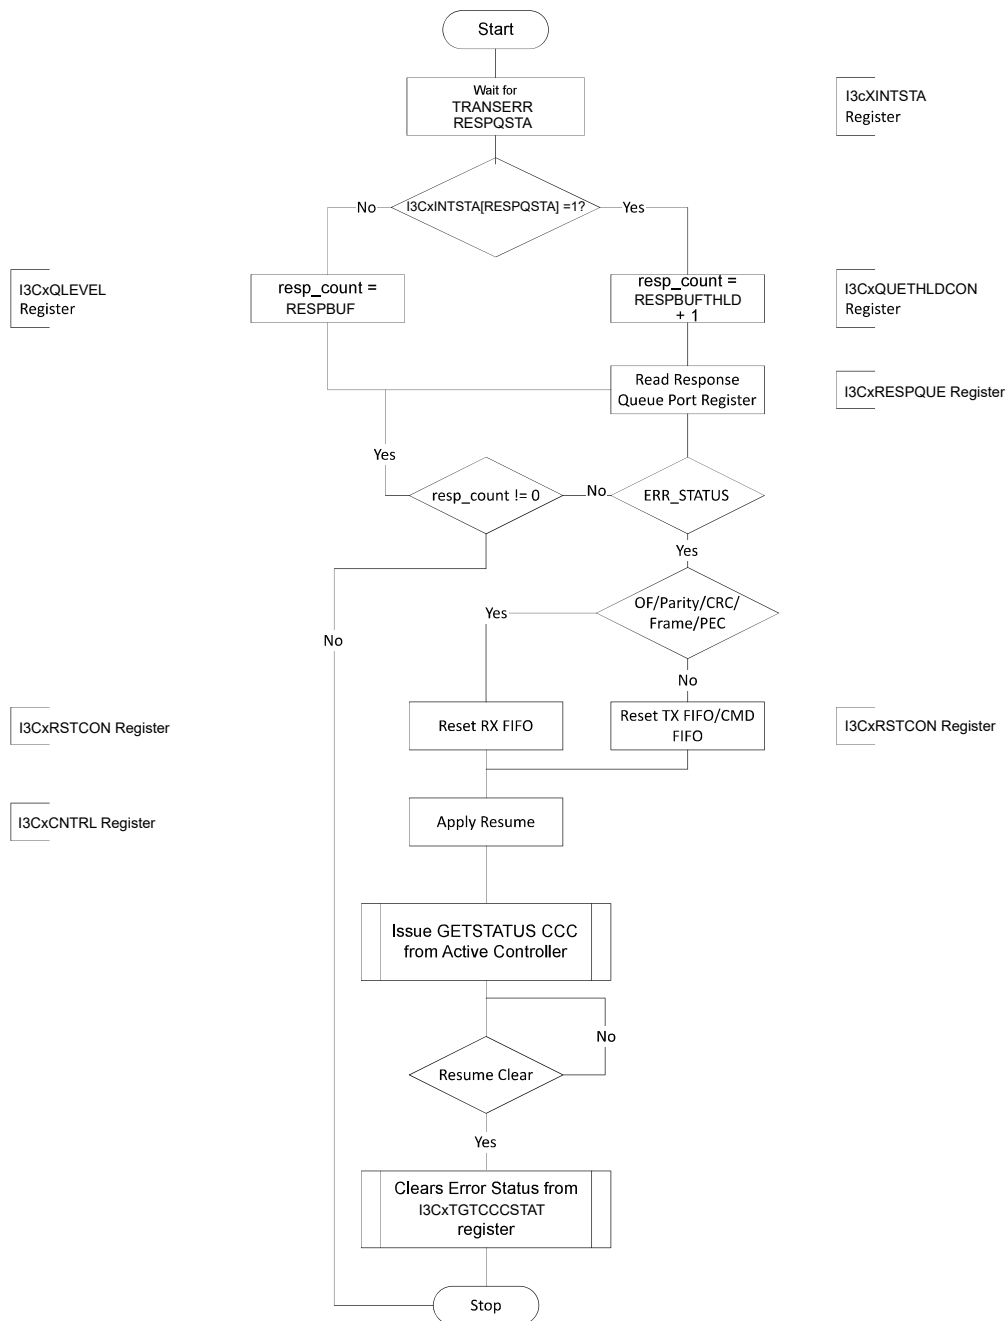 Start
Wait for
TRANSERR
RESPQSTA
I3cXINTSTA
Register
No
I3CxINTSTA[RESPQSTA] =1?
Yes
I3CxQLEVEL
Register
resp_count =
RESPBUF
resp_count =
RESPBUFTHLD
+ 1
I3CxQUETHLDCON
Register
Read Response
Queue Port Register
I3CxRESPQUE Register
Yes
resp_count != 0
No
ERR_STATUS
Yes
OF/Parity/CRC/
Frame/PEC
Yes
No
No
I3CxRSTCON Register
Reset RX FIFO
Reset TX FIFO/CMD
FIFO
I3CxRSTCON Register
I3CxCNTRL Register
Apply Resume
Issue GETSTATUS CCC
from Active Controller
No
Resume Clear
Yes
Clears Error Status from
I3CxTGTCCCSTAT
register
Stop